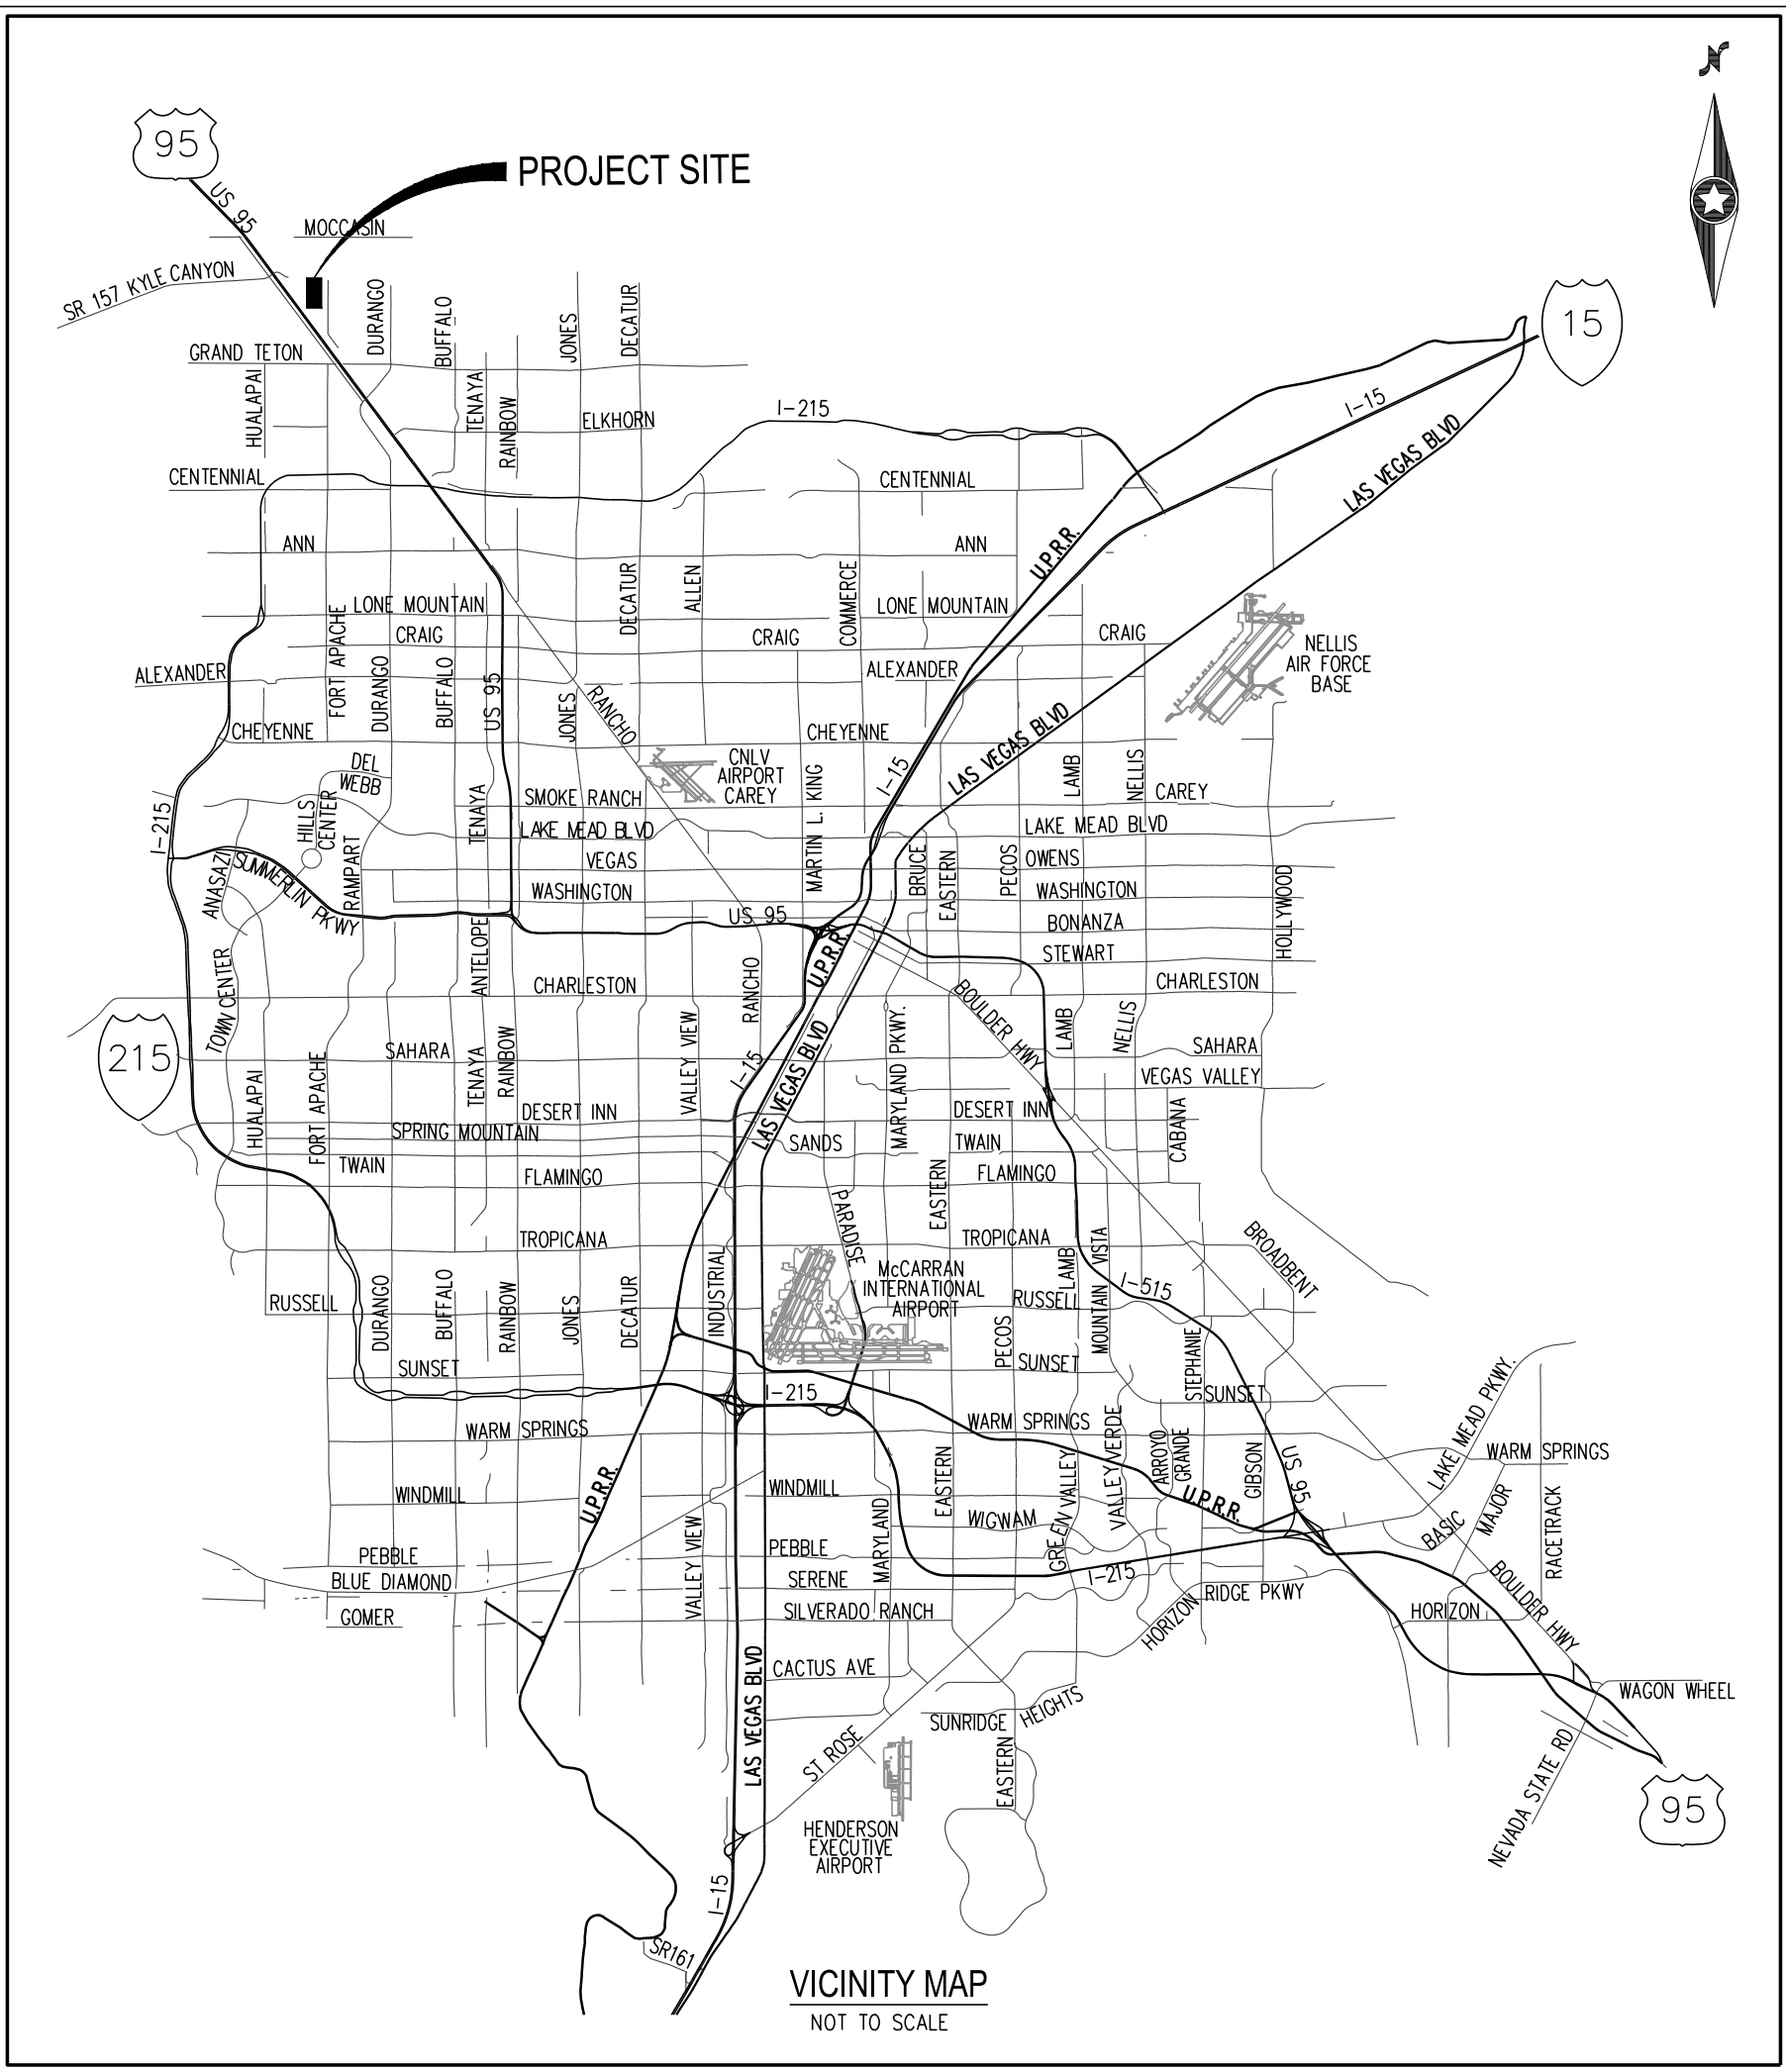 N
95
PROJECT SITE
US 95
MOCCASIN
SR 157 KYLE CANYON
DURANGO
BUFFALO
JONES
DECATUR
15
GRAND TETON
HUALAPAI
TENAYA
RAINBOW
ELKHORN
I-215
I-15
LAS VEGAS BLVD
CENTENNIAL
CENTENNIAL
ANN
ANN
U.P.R.R.
DECATUR
ALLEN
COMMERCE
FORT APACHE
LONE MOUNTAIN
LONE MOUNTAIN
CRAIG
CRAIG
CRAIG
NELLIS
AIR FORCE
BASE
ALEXANDER
ALEXANDER
DURANGO
BUFFALO
US 95
JONES
RANCHO
CHEYENNE
CHEYENNE
LAS VEGAS BLVD
I-15
DEL
WEBB
CNLV
AIRPORT
CAREY
MARTIN L. KING
LAMB
NELLIS
CAREY
SMOKE RANCH
TENAYA
HILLS
CENTER
I-215
LAKE MEAD BLVD
LAKE MEAD BLVD
VEGAS
OWENS
ANASAZI
SUMMERLIN PKWY
RAMPART
BRUCE
EASTERN
PECOS
WASHINGTON
WASHINGTON
HOLLYWOOD
US 95
BONANZA
STEWART
U.P.R.R.
ANTELOPE
TOWN CENTER
CHARLESTON
CHARLESTON
RANCHO
BOULDER HWY
215
SAHARA
SAHARA
TENAYA
RAINBOW
VALLEY VIEW
I-15
LAS VEGAS BLVD
MARYLAND PKWY.
LAMB
NELLIS
VEGAS VALLEY
HUALAPAI
FORT APACHE
DESERT INN
DESERT INN
CABANA
SPRING MOUNTAIN
SANDS
TWAIN
TWAIN
FLAMINGO
FLAMINGO
EASTERN
PARADISE
TROPICANA
TROPICANA
BROADBENT
McCARRAN
INTERNATIONAL
AIRPORT
INDUSTRIAL
LAMB
MOUNTAIN VISTA
I-515
RUSSELL
RUSSELL
DURANGO
BUFFALO
RAINBOW
JONES
DECATUR
PECOS
STEPHANIE
SUNSET
SUNSET
SUNSET
I-215
LAKE MEAD PKWY.
WARM SPRINGS
WARM SPRINGS
WARM SPRINGS
EASTERN
GREEN VALLEY
VALLEY VERDE
ARROYO
GRANDE
GIBSON
US 95
U.P.R.R.
U.P.R.R.
WINDMILL
WINDMILL
WIGWAM
MARYLAND
VALLEY VIEW
BASIC
MAJOR
RACETRACK
PEBBLE
PEBBLE
BLUE DIAMOND
SERENE
I-215
BOULDER HWY
RIDGE PKWY
HORIZON
HORIZON
GOMER
SILVERADO RANCH
LAS VEGAS BLVD
CACTUS AVE
WAGON WHEEL
SUNRIDGE
HEIGHTS
ST ROSE
EASTERN
NEVADA STATE RD
95
HENDERSON
EXECUTIVE
AIRPORT
I-15
SR161
VICINITY MAP
NOT TO SCALE